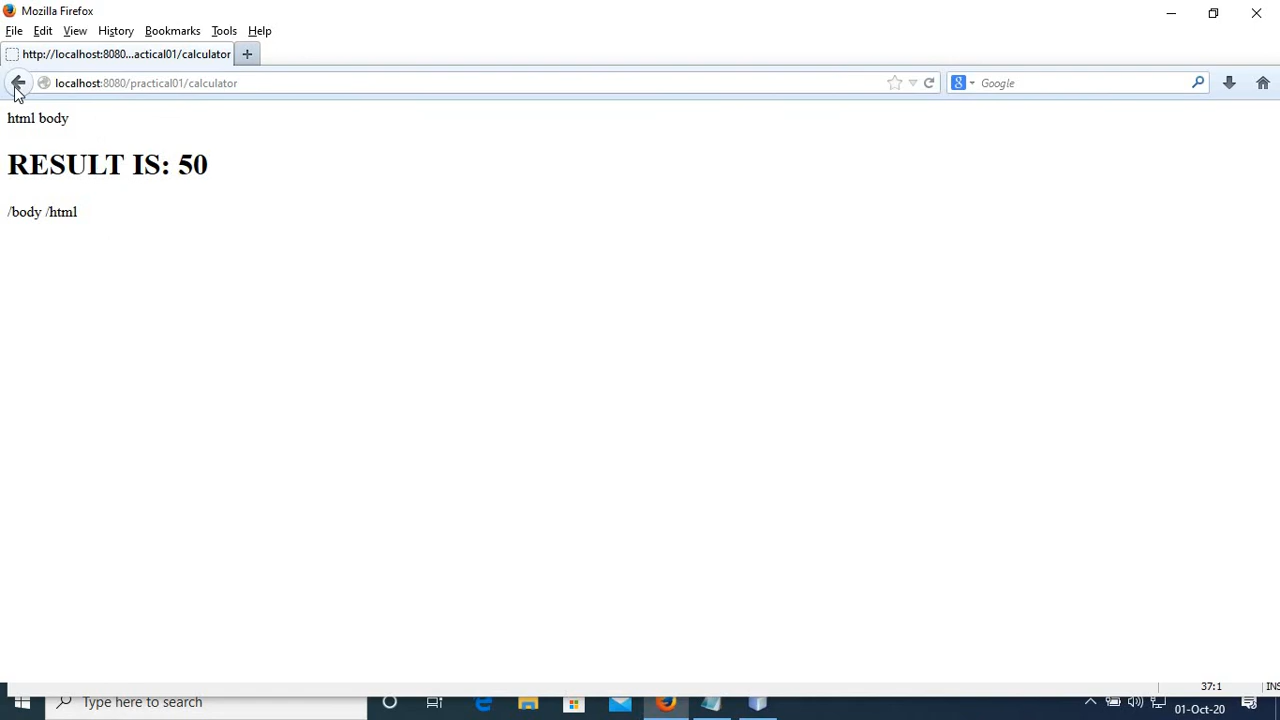 Mozilla Firefox
File Edit View History Bookmarks Tools Help
http://localhost:8080...actical01/calculator
localhost:8080/practical01/calculator
Google
html body
RESULT IS: 50
/body /html
37:1
INS
Type here to search
01-Oct-20